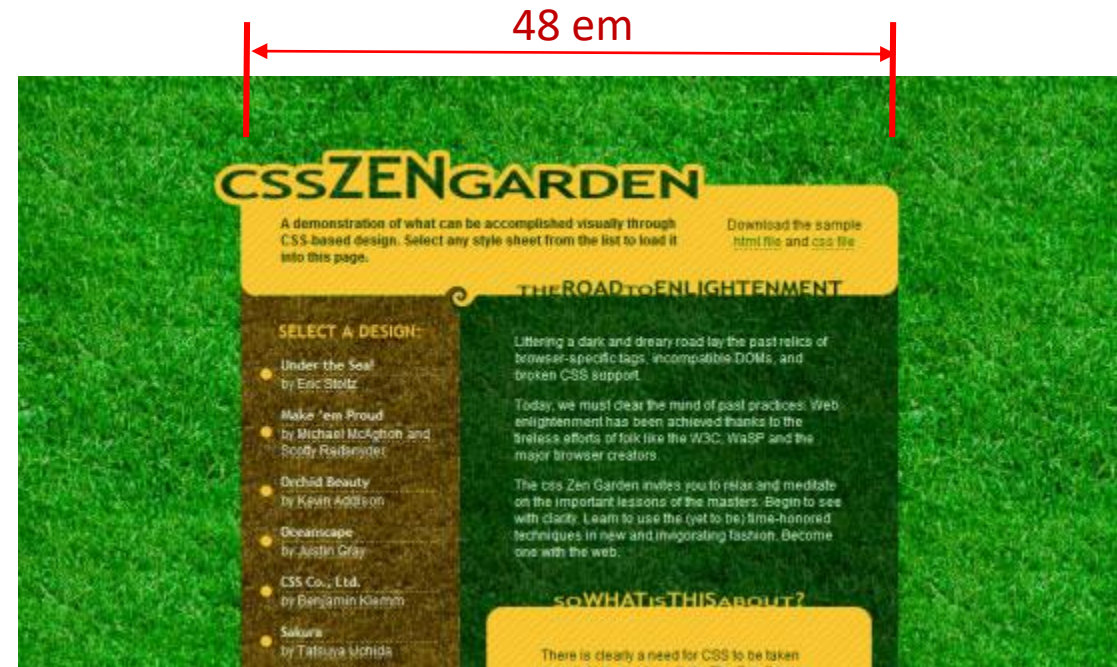 48 em
CSSZENGARDEN
A demonstration of what can be accomplished visually through
CSS-based design. Select any style sheet from the list to load it
into this page.
Download the sample
html file and css file
THEROADTOENLIGHTENMENT
SELECT A DESIGN:
Under the Sea!
by Eric Stoltz
Make 'em Proud
by Michael McAghon and
Scotty Reifsnyder
Orchid Beauty
by Kevin Addison
Oceanscape
by Justin Gray
CSS Co., Ltd.
by Benjamin Klemm
Sakura
by Tatsuya Uchida
Littering a dark and dreary road lay the past relics of
browser-specific tags, incompatible DOMs, and
broken CSS support.
Today, we must clear the mind of past practices. Web
enlightenment has been achieved thanks to the
tireless efforts of folk like the W3C, WaSP and the
major browser creators.
The css Zen Garden invites you to relax and meditate
on the important lessons of the masters. Begin to see
with clarity. Learn to use the (yet to be) time-honored
techniques in new and invigorating fashion. Become
one with the web.
SOWHATISTHISABOUT?
There is clearly a need for CSS to be taken